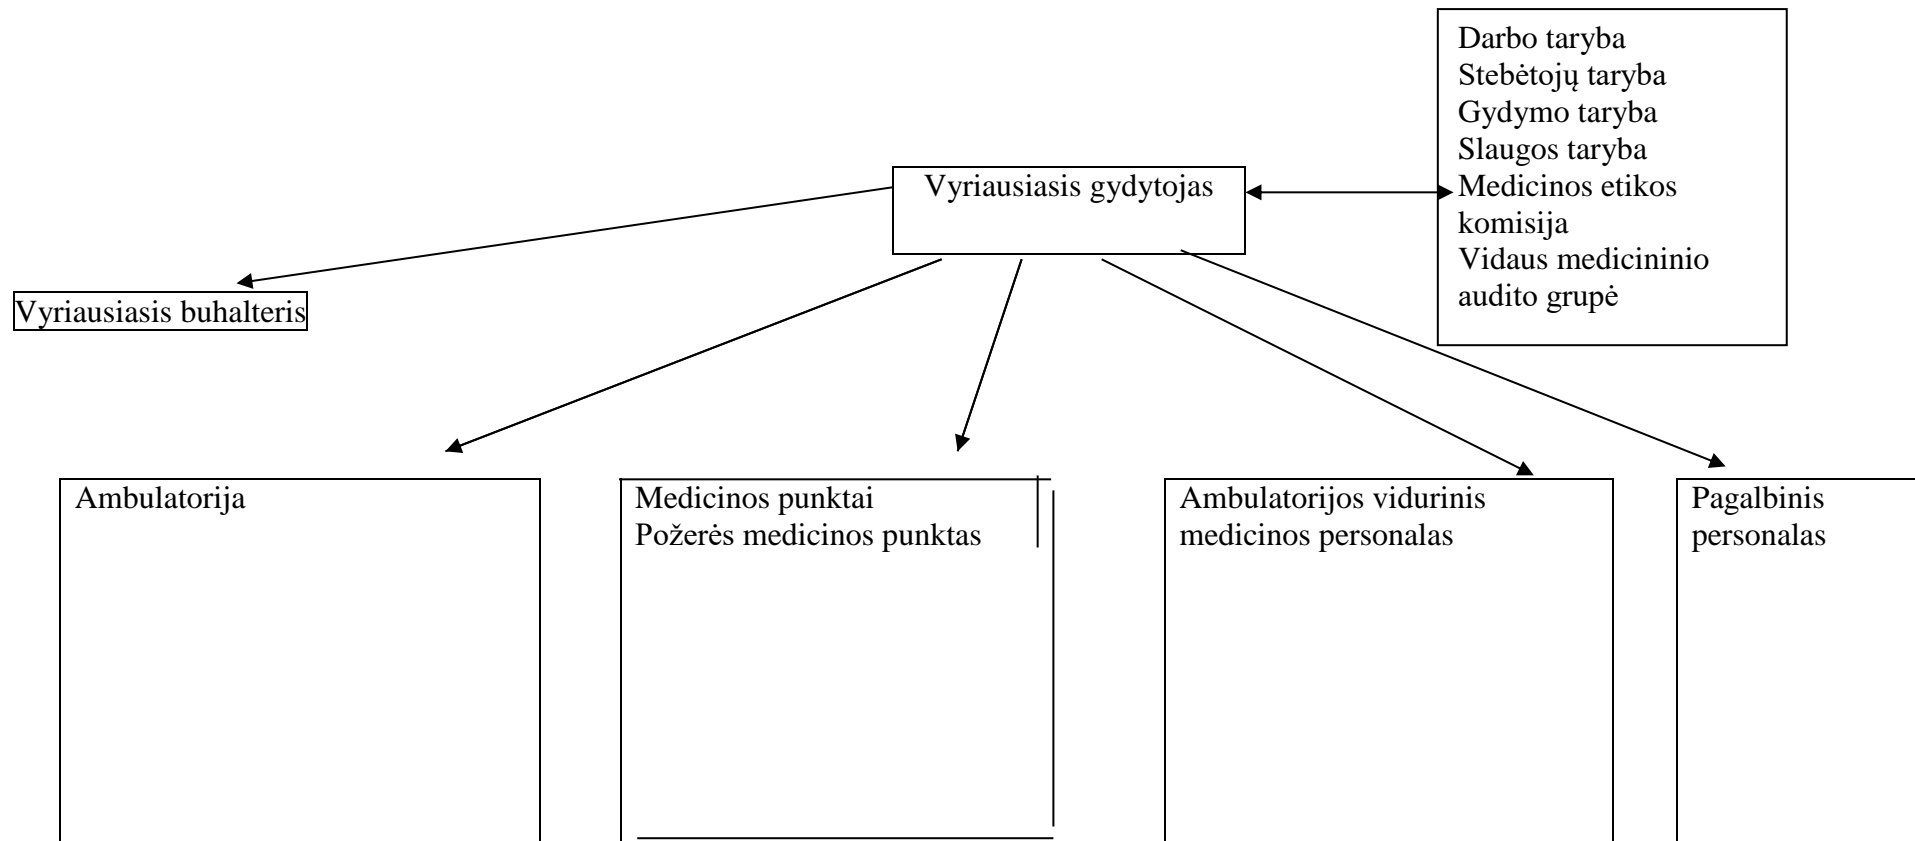 Darbo taryba
Stebėtojų taryba
Gydymo taryba
Slaugos taryba
Medicinos etikos
komisija
Vidaus medicininio
audito grupė
Vyriausiasis gydytojas
Vyriausiasis buhalteris
Ambulatorija
Medicinos punktai
Požerės medicinos punktas
Ambulatorijos vidurinis
medicinos personalas
Pagalbinis
personalas